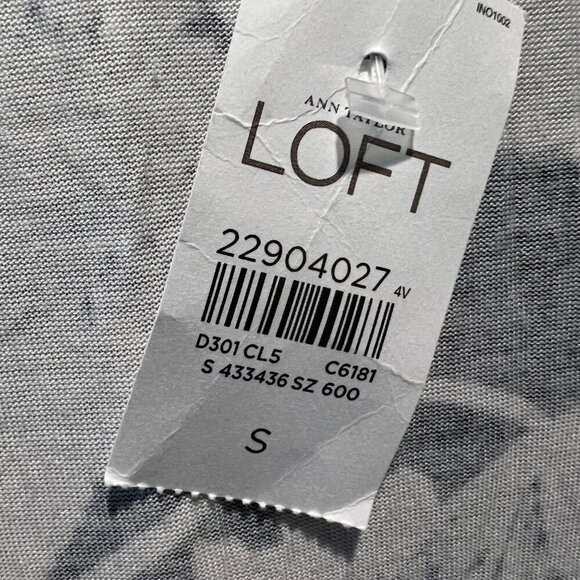 INO1002
ANN TAYLOR
LOFT
22904027 4V
D301 CL5 C6181
S 433436 SZ 600
S